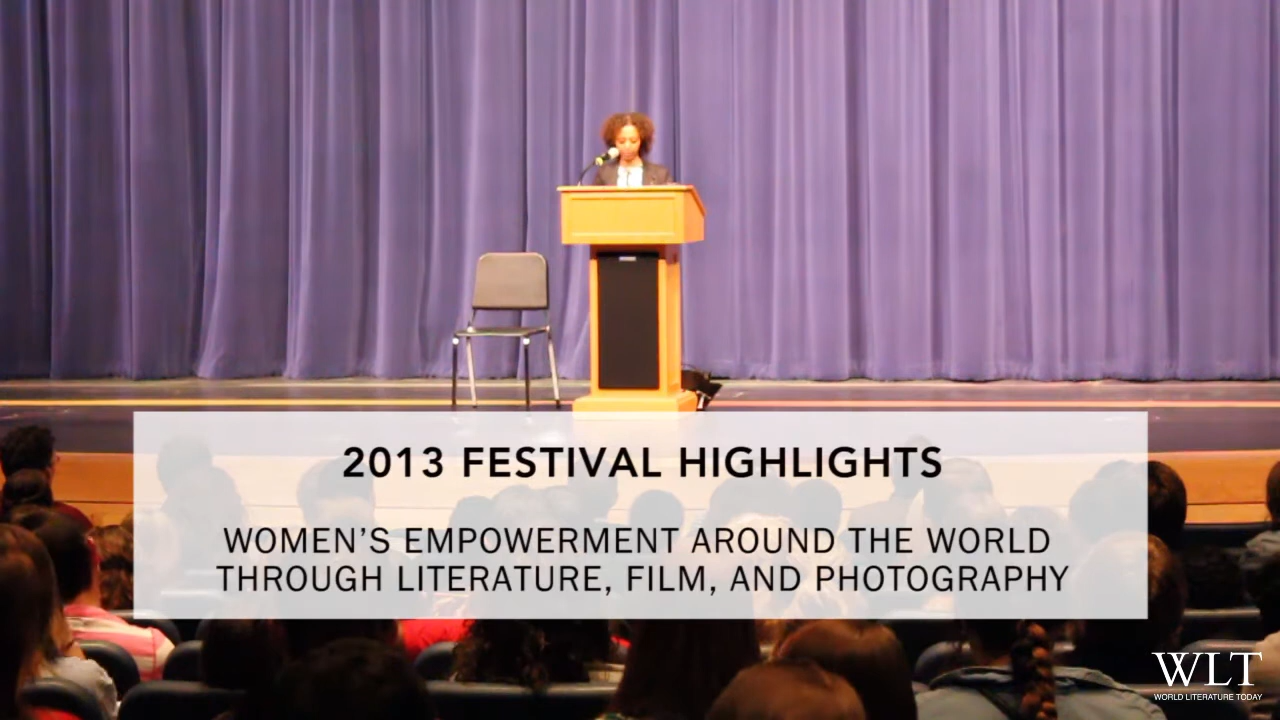 2013 FESTIVAL HIGHLIGHTS
WOMEN’S EMPOWERMENT AROUND THE WORLD
THROUGH LITERATURE, FILM, AND PHOTOGRAPHY
WLT
WORLD LITERATURE TODAY